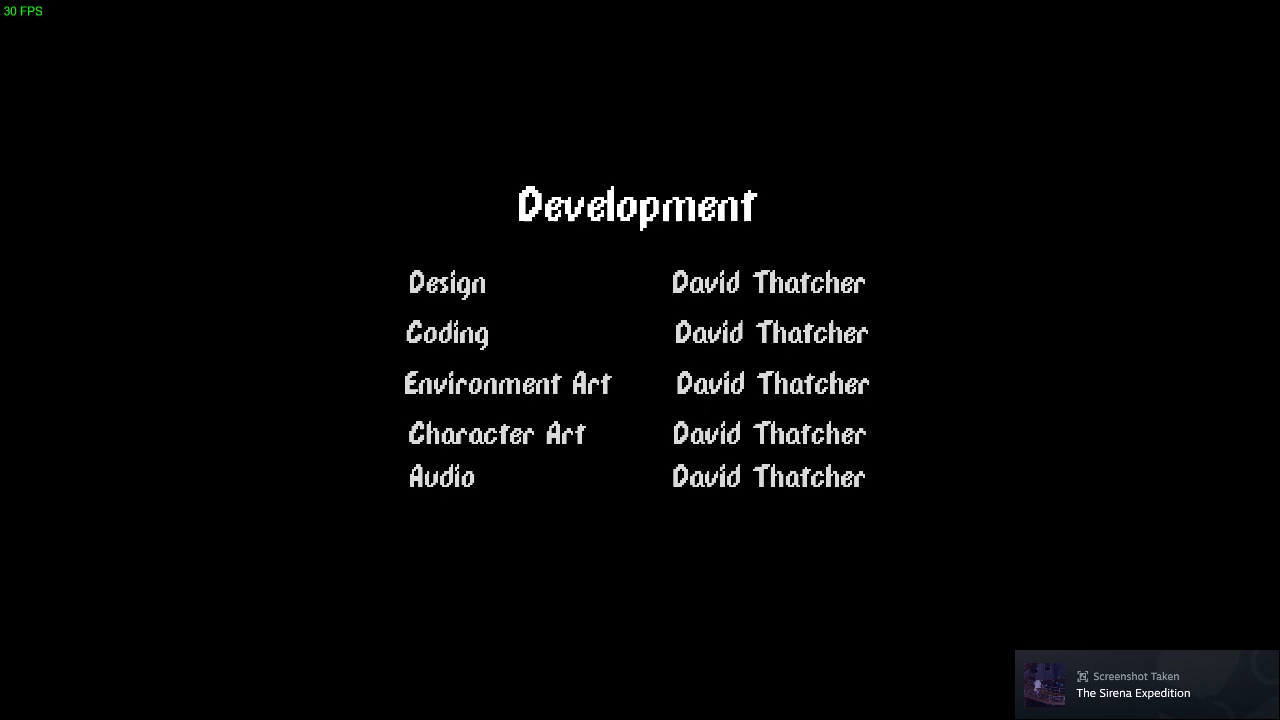 30 FPS
Development
Design David Thatcher
Coding David Thatcher
Environment Art David Thatcher
Character Art David Thatcher
Audio David Thatcher
Screenshot Taken
The Sirena Expedition